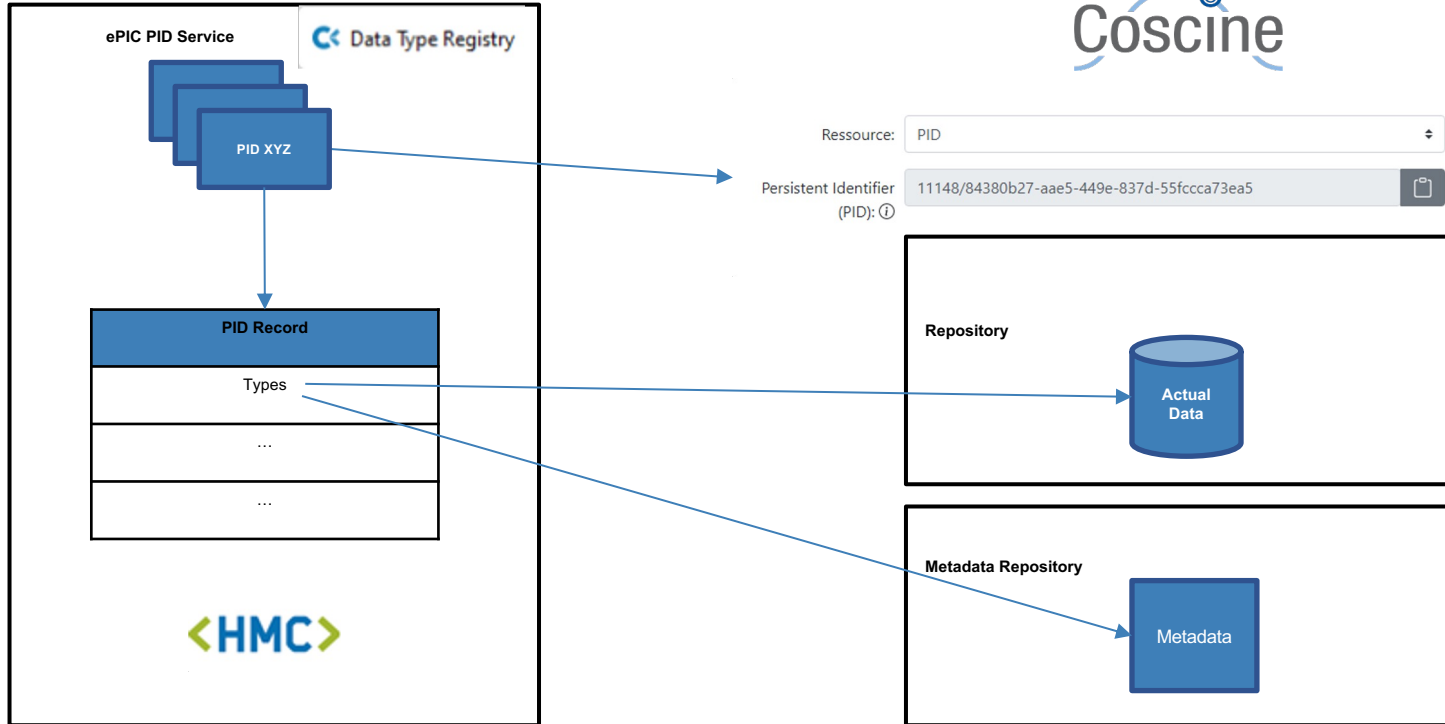 ePIC PID Service
Data Type Registry
PID XYZ
PID Record
Types
...
...
<HMC>
Coscine
Ressource:
PID
Persistent Identifier
(PID):
11148/84380b27-aae5-449e-837d-55fccca73ea5
Repository
Actual
Data
Metadata Repository
Metadata